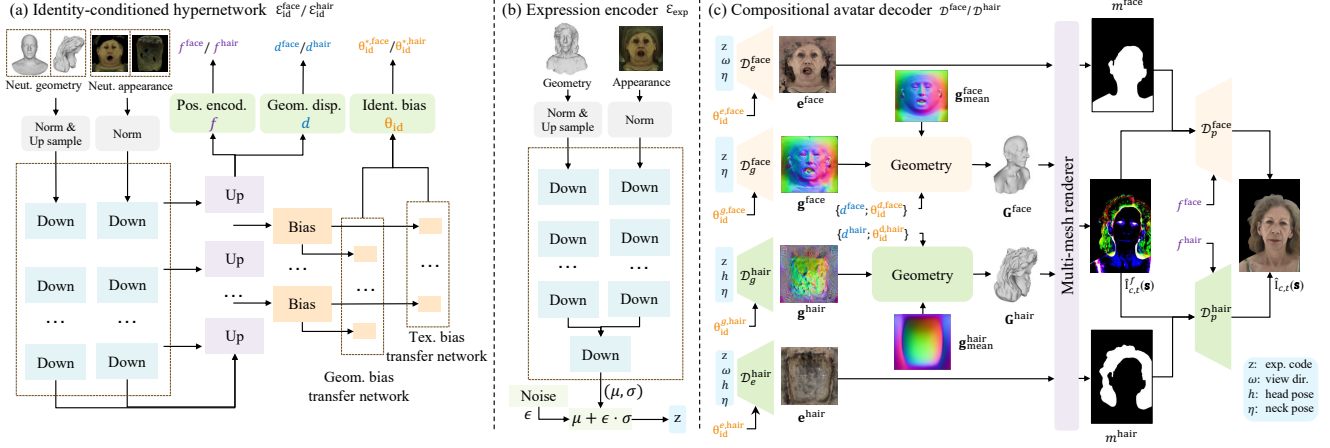 (a) Identity-conditioned hypernetwork ℰ_id^face/ℰ_id^hair
Neut. geometry
Neut. appearance
f^face/f^hair
d^face/d^hair
θ_id^{*,face}/θ_id^{*,hair}
Norm &
Up sample
Norm
Pos. encod.
f
Geom. disp.
d
Ident. bias
θ_id
Down
Down
Up
Bias
...
Down
Down
Up
...
...
...
Bias
...
...
Down
Down
Up
Tex. bias
transfer network
Geom. bias
transfer network
(b) Expression encoder ℰ_exp
Geometry
Appearance
Norm &
Up sample
Norm
Down
Down
Down
Down
...
...
Down
Down
Down
(μ, σ)
Noise
ϵ
μ + ϵ · σ
z
(c) Compositional avatar decoder 𝒟^face/𝒟^hair
z
ω
η
𝒟_e^face
θ_id^{e,face}
e^face
g_mean^face
m^face
z
η
𝒟_g^face
θ_id^{g,face}
g^face
Geometry
G^face
{d^face; θ_id^{d,face}}
{d^hair; θ_id^{d,hair}}
z
h
η
𝒟_g^hair
θ_id^{g,hair}
g^hair
Geometry
G^hair
g_mean^hair
z
ω
h
η
𝒟_e^hair
θ_id^{e,hair}
e^hair
Multi-mesh renderer
Î^f_{c,t}(s)
m^hair
𝒟_p^face
f^face
f^hair
𝒟_p^hair
Î_{c,t}(s)
z: exp. code
ω: view dir.
h: head pose
η: neck pose